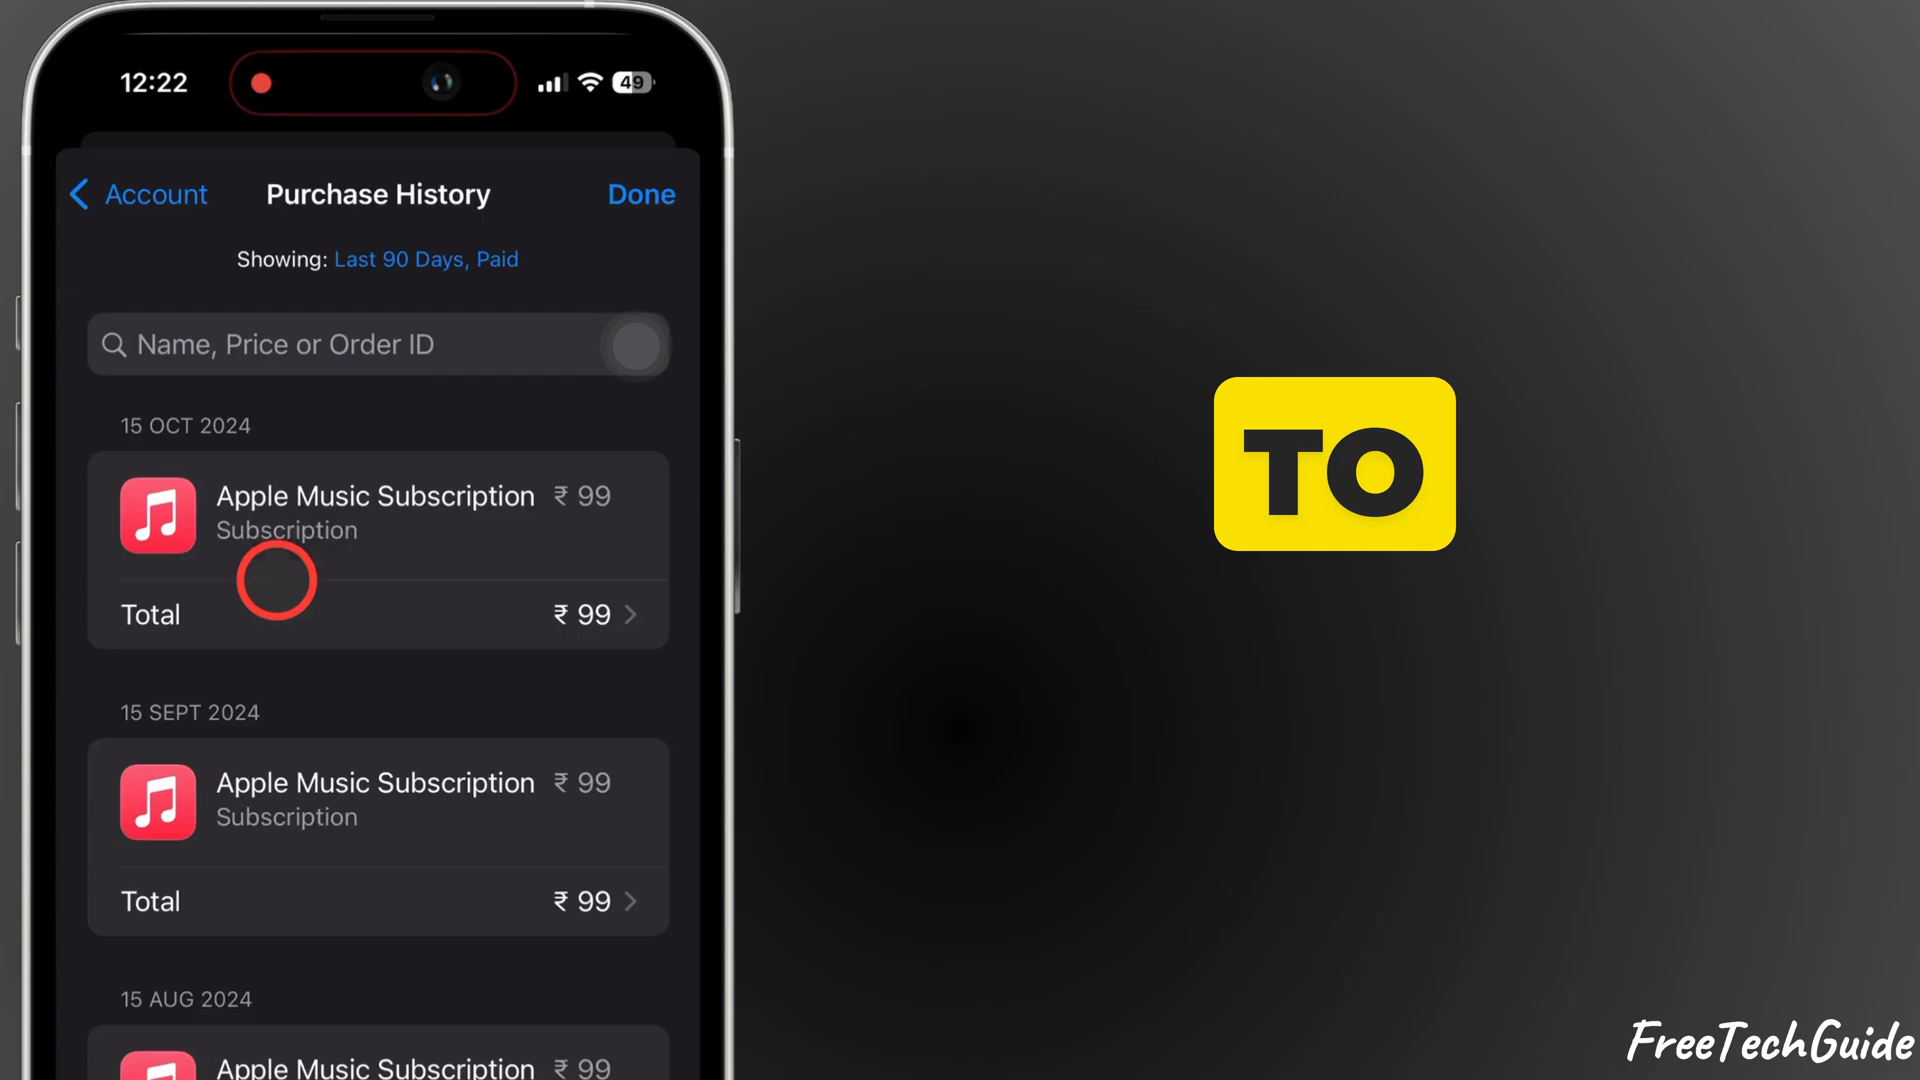 12:22
49
Account
Purchase History
Done
Showing: Last 90 Days, Paid
Name, Price or Order ID
15 OCT 2024
Apple Music Subscription ₹ 99
Subscription
Total ₹ 99
15 SEPT 2024
Apple Music Subscription ₹ 99
Subscription
Total ₹ 99
15 AUG 2024
Apple Music Subscription ₹ 99
TO
FreeTechGuide